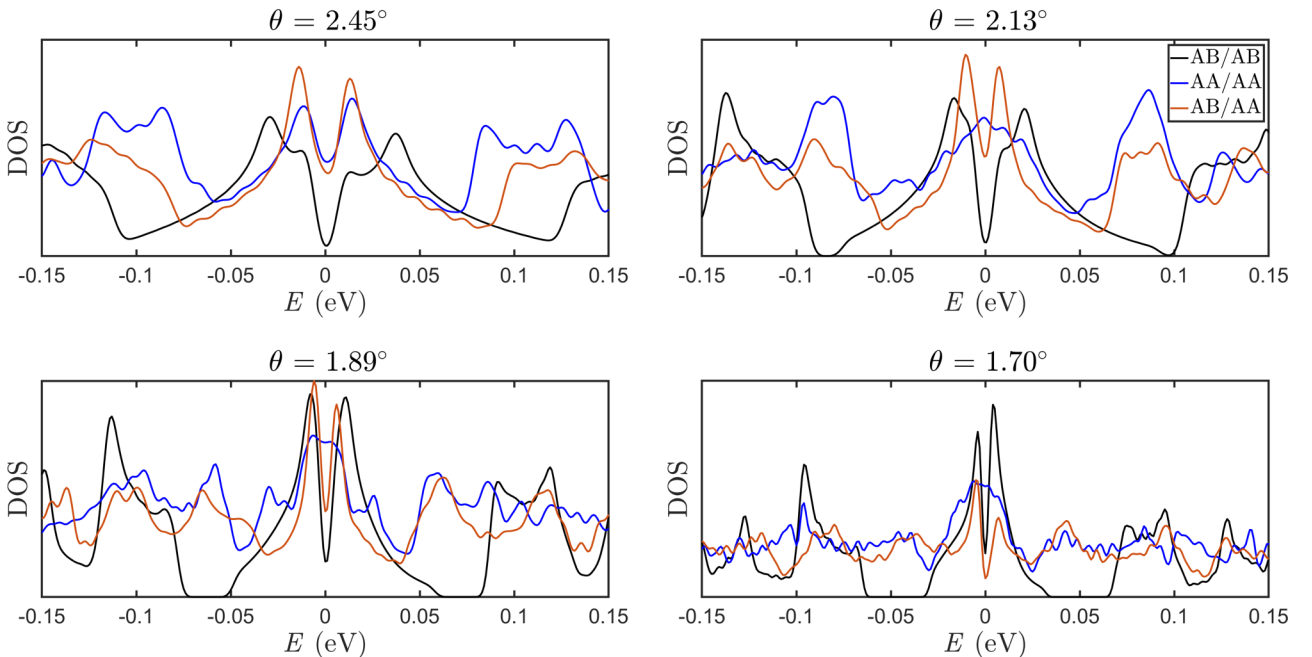 θ = 2.45°
DOS
-0.15 -0.1 -0.05 0 0.05 0.1 0.15
E (eV)
θ = 2.13°
AB/AB
AA/AA
AB/AA
DOS
-0.15 -0.1 -0.05 0 0.05 0.1 0.15
E (eV)
θ = 1.89°
DOS
-0.15 -0.1 -0.05 0 0.05 0.1 0.15
E (eV)
θ = 1.70°
DOS
-0.15 -0.1 -0.05 0 0.05 0.1 0.15
E (eV)